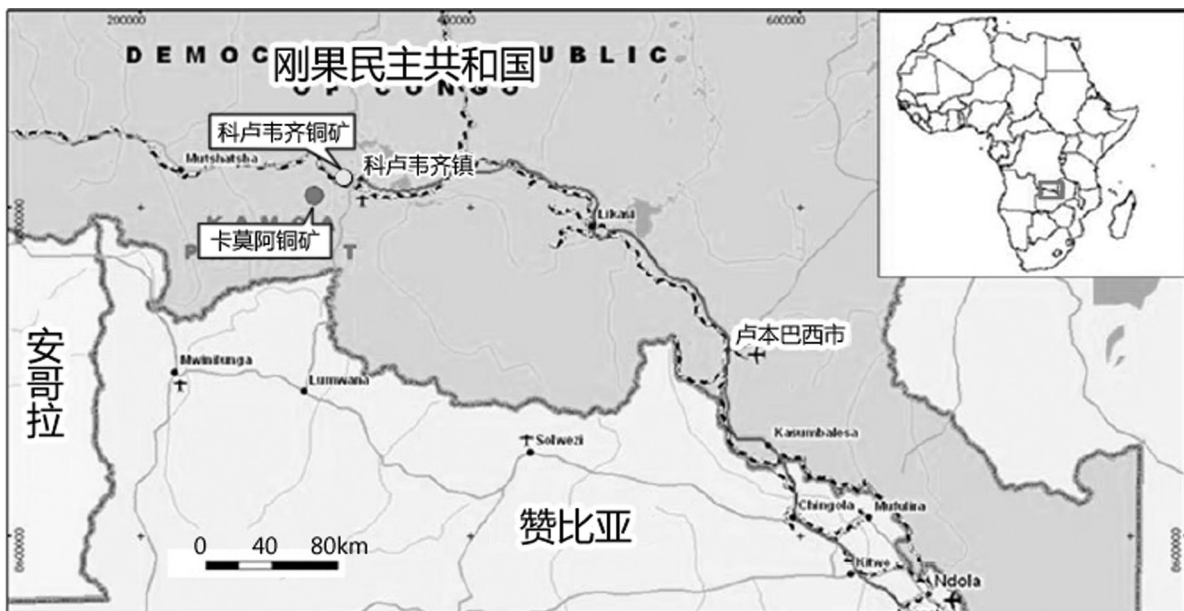 200000
400000
600000
DEMOC
UBLIC
刚果民主共和国
OF CONGO
科卢韦齐铜矿
Mutshatsha
科卢韦齐镇
Likasi
卡莫阿铜矿
安哥拉
卢本巴西市
Mwinilunga
Lumwana
Kasumbalesa
Solwezi
赞比亚
Chingola
Mufulira
0 40 80km
Kitwe
Ndola